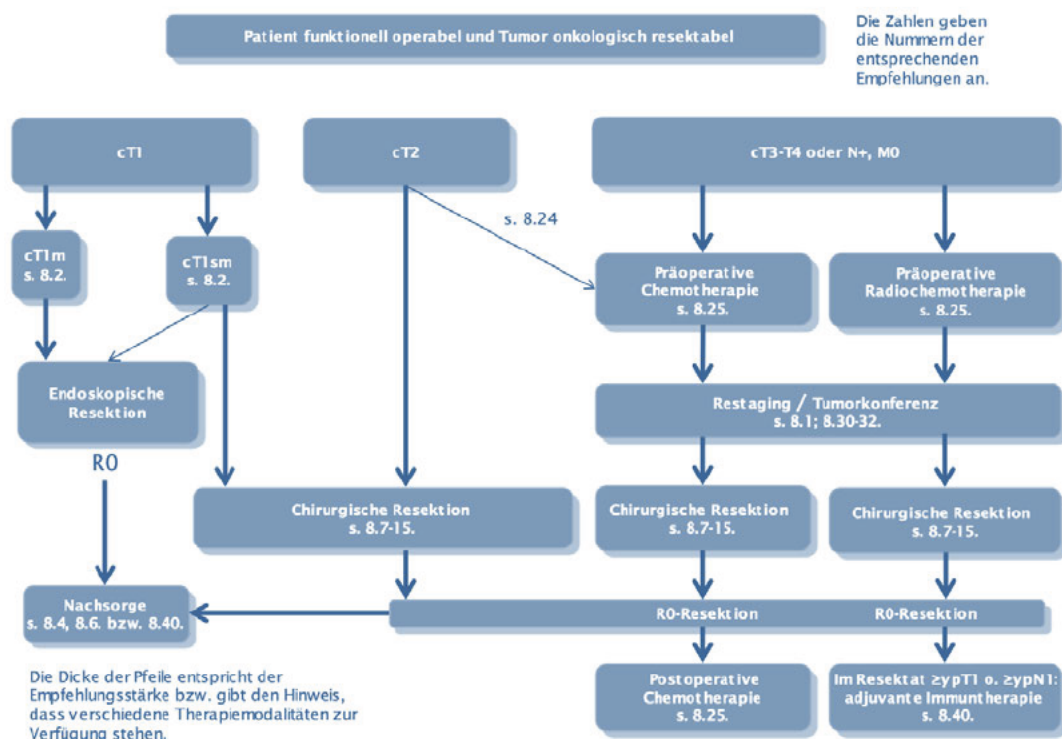 Patient funktionell operabel und Tumor onkologisch resektabel
Die Zahlen geben
die Nummern der
entsprechenden
Empfehlungen an.
cT1
cT2
cT3-T4 oder N+, M0
s. 8.24
cT1m
s. 8.2.
cT1sm
s. 8.2.
Präoperative
Chemotherapie
s. 8.25.
Präoperative
Radiochemotherapie
s. 8.25.
Endoskopische
Resektion
Restaging / Tumorkonferenz
s. 8.1; 8.30-32.
R0
Chirurgische Resektion
s. 8.7-15.
Chirurgische Resektion
s. 8.7-15.
Chirurgische Resektion
s. 8.7-15.
Nachsorge
s. 8.4, 8.6. bzw. 8.40.
R0-Resektion
R0-Resektion
Die Dicke der Pfeile entspricht der
Empfehlungsstärke bzw. gibt den Hinweis,
dass verschiedene Therapiemodalitäten zur
Verfügung stehen.
Postoperative
Chemotherapie
s. 8.25.
Im Resektat ≥ypT1 o. ≥ypN1:
adjuvante Immuntherapie
s. 8.40.